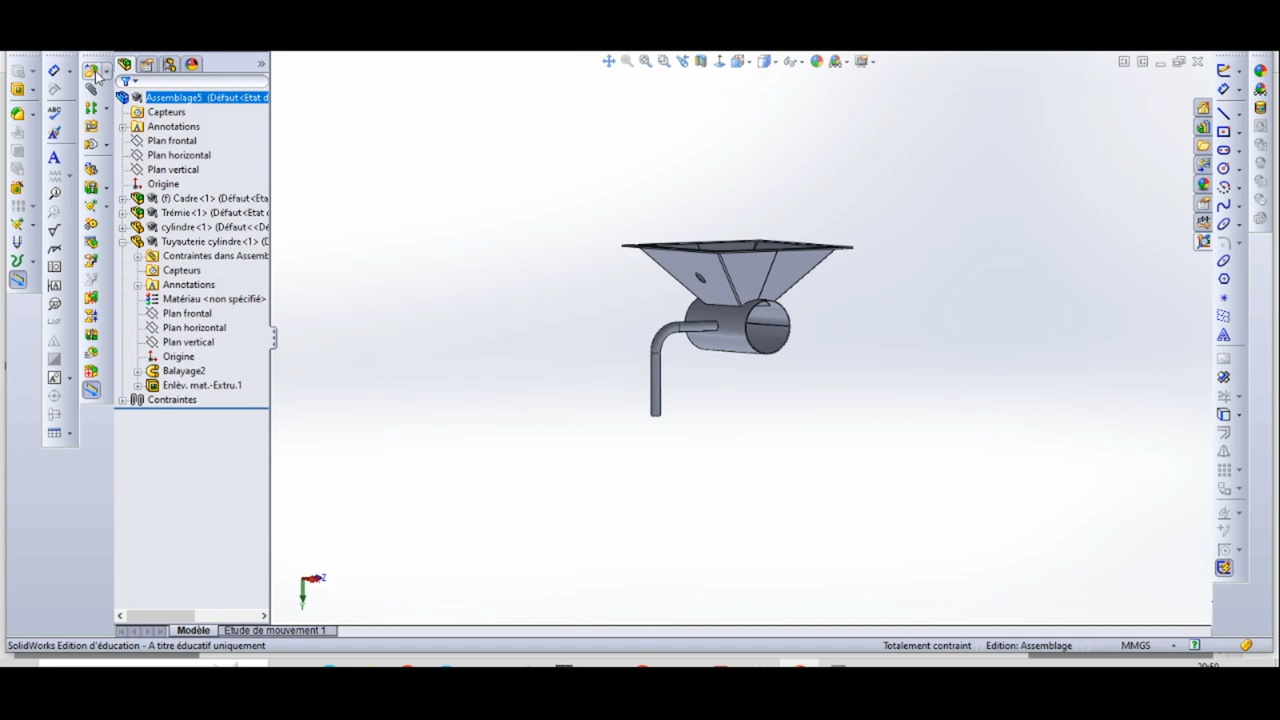 Assemblage5 (Défaut<Etat d
Capteurs
Annotations
Plan frontal
Plan horizontal
Plan vertical
Origine
(f) Cadre<1> (Défaut<Eta
Trémie<1> (Défaut<Etat d
cylindre<1> (Défaut<<De
Tuyauterie cylindre<1> (D
Contraintes dans Assemb
Capteurs
Annotations
Matériau <non spécifié>
Plan frontal
Plan horizontal
Plan vertical
Origine
Balayage2
Enlèv. mat.-Extru.1
Contraintes
ABC
A
Z
Y
Modèle
Etude de mouvement 1
SolidWorks Edition d'éducation - A titre éducatif uniquement
Totalement contraint
Edition: Assemblage
MMGS